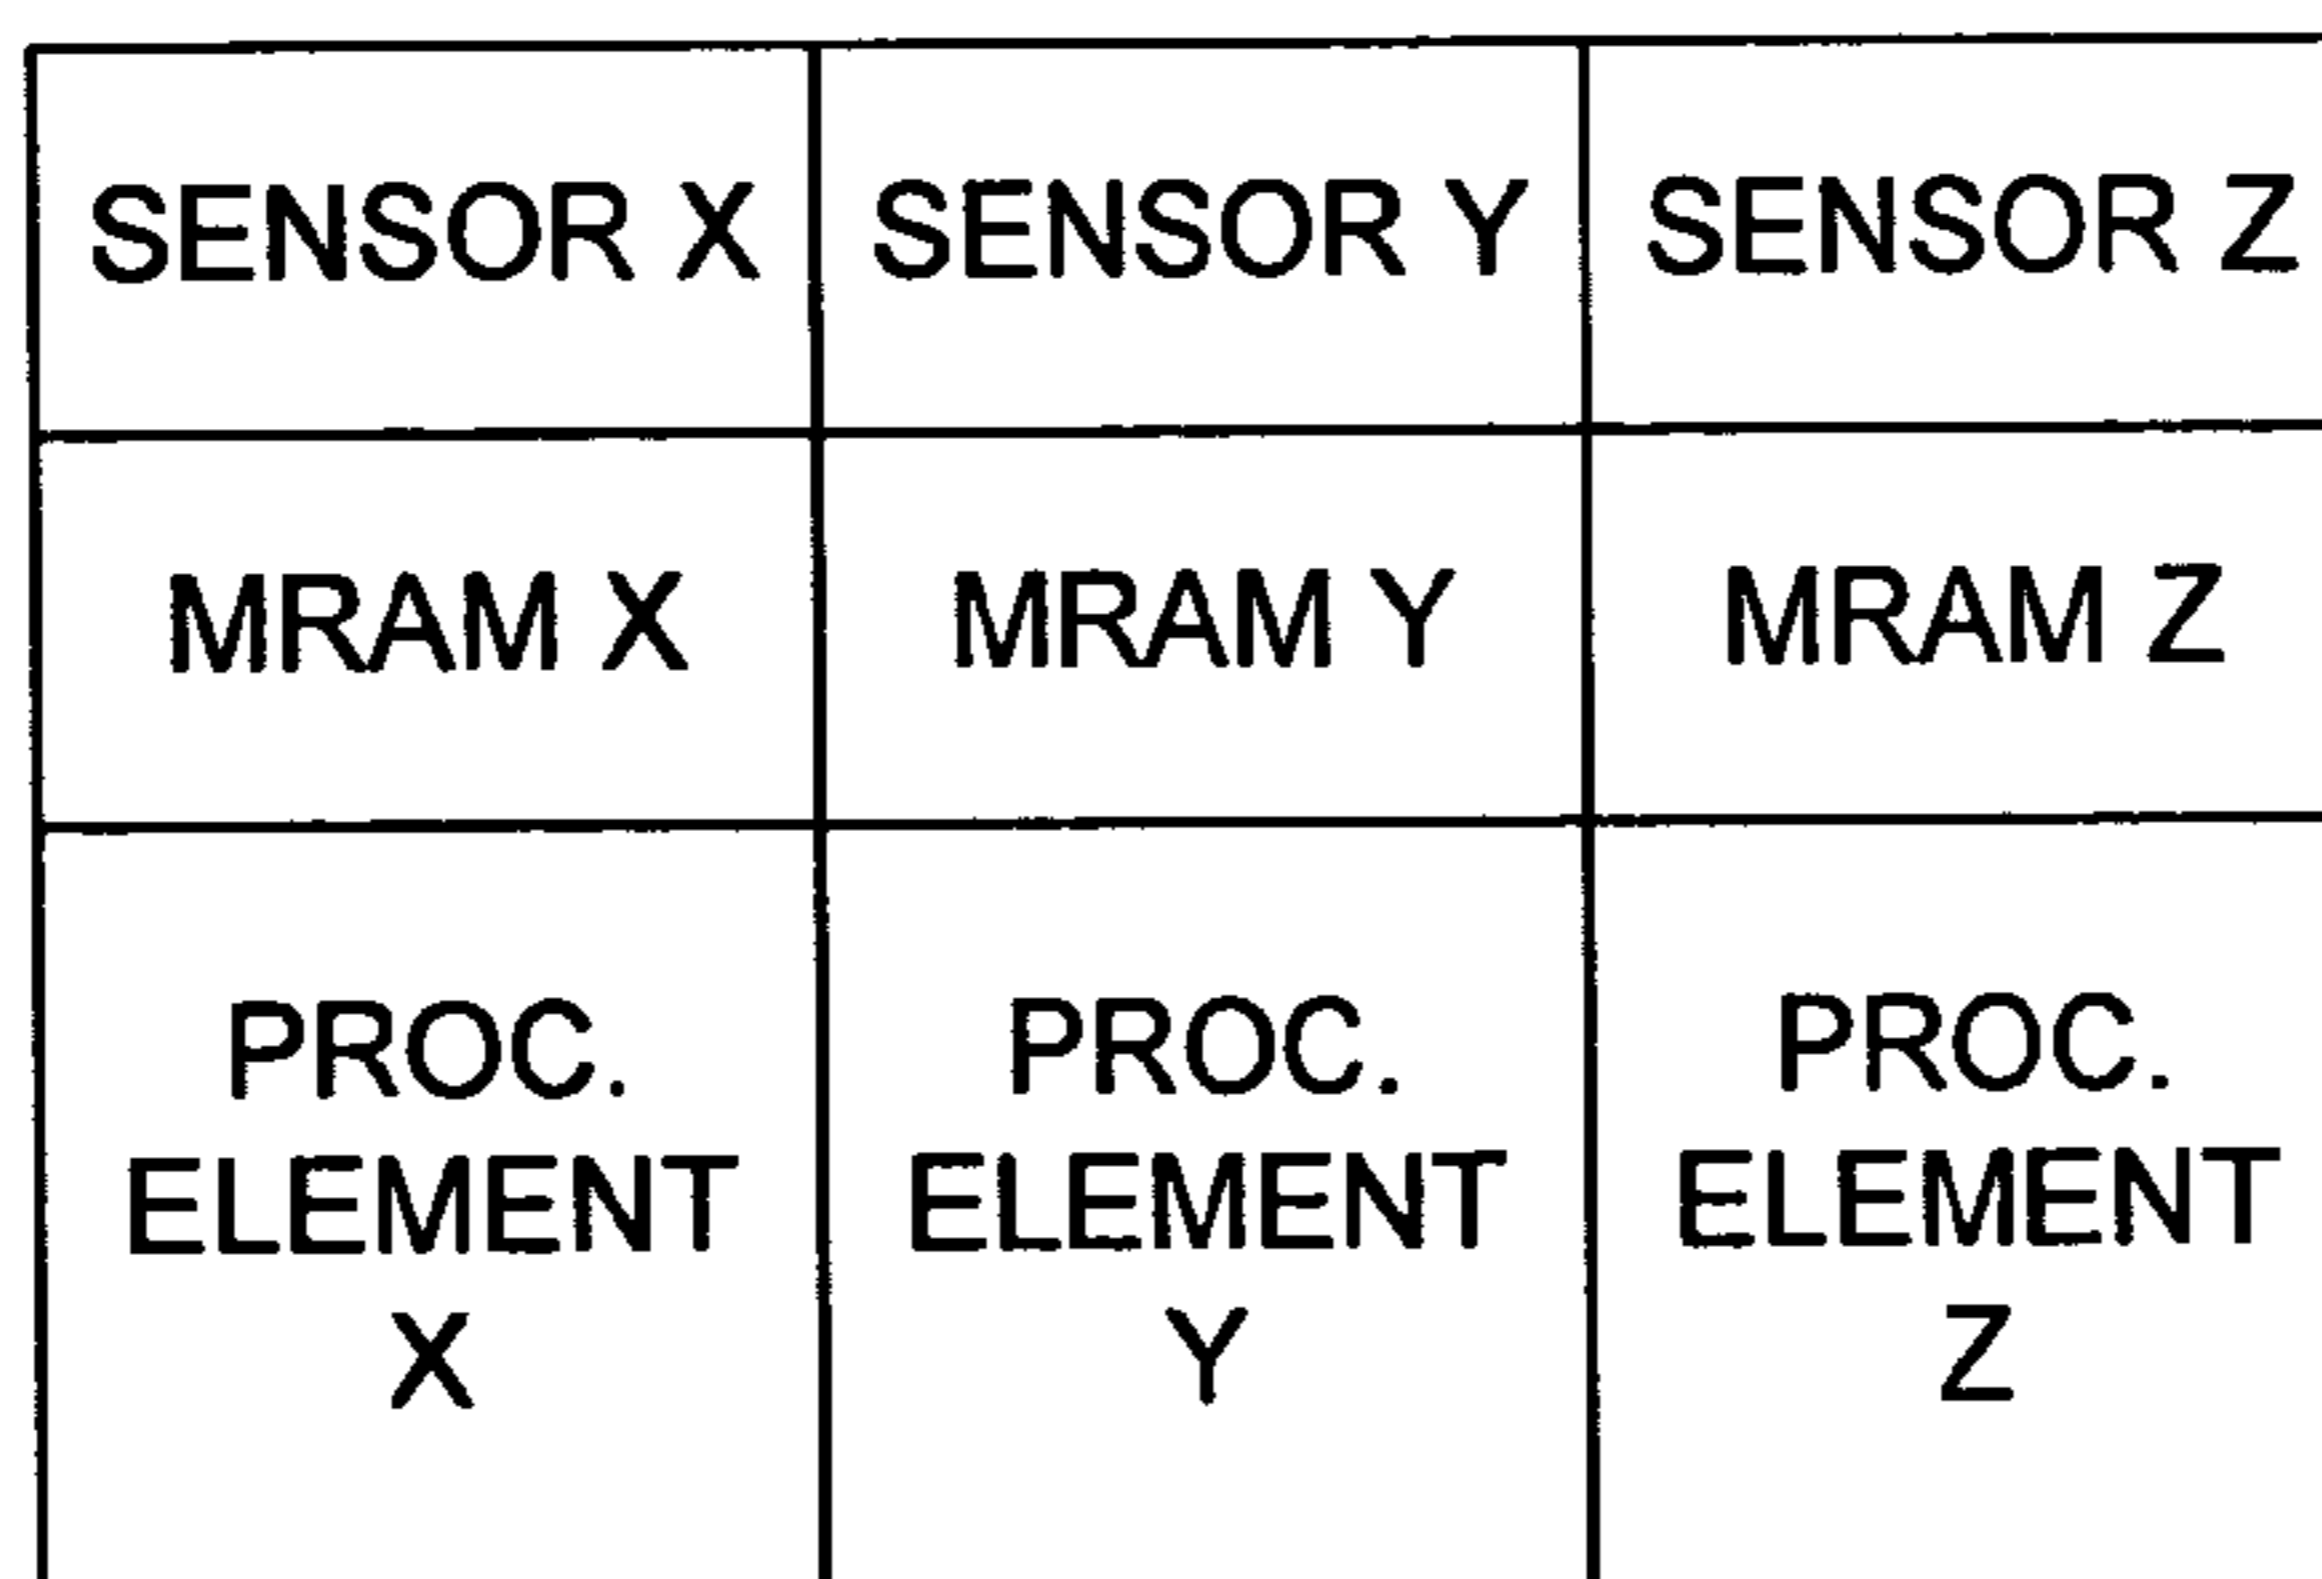 SENSOR X SENSOR Y SENSOR Z
MRAM X MRAM Y MRAM Z
PROC. PROC. PROC.
ELEMENT ELEMENT ELEMENT
X Y Z